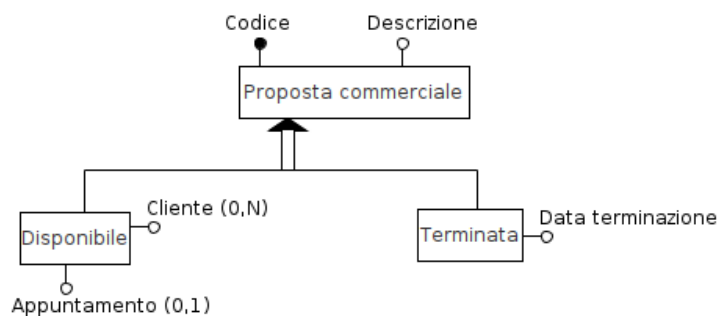 Codice
Descrizione
Proposta commerciale
Cliente (0,N)
Disponibile
Appuntamento (0,1)
Terminata
Data terminazione